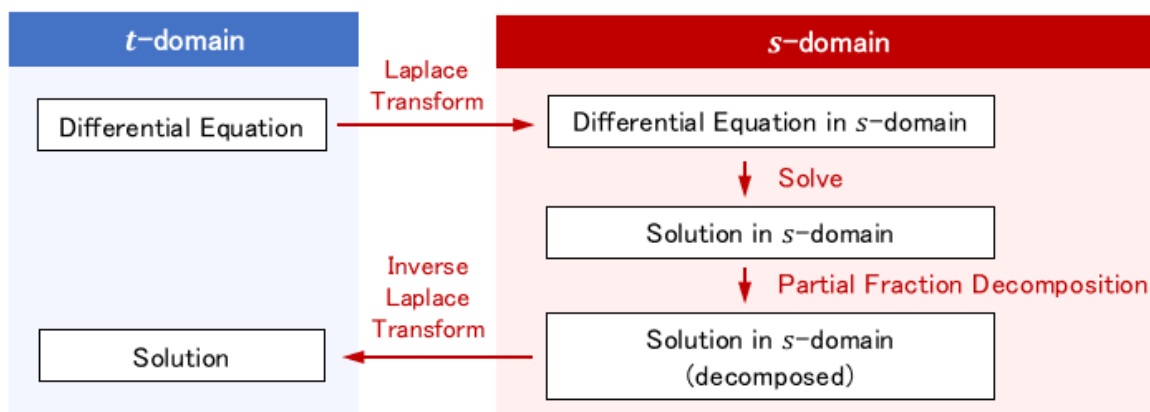 t-domain
s-domain
Laplace
Transform
Differential Equation
Differential Equation in s-domain
Solve
Solution in s-domain
Partial Fraction Decomposition
Inverse
Laplace
Transform
Solution
Solution in s-domain
(decomposed)